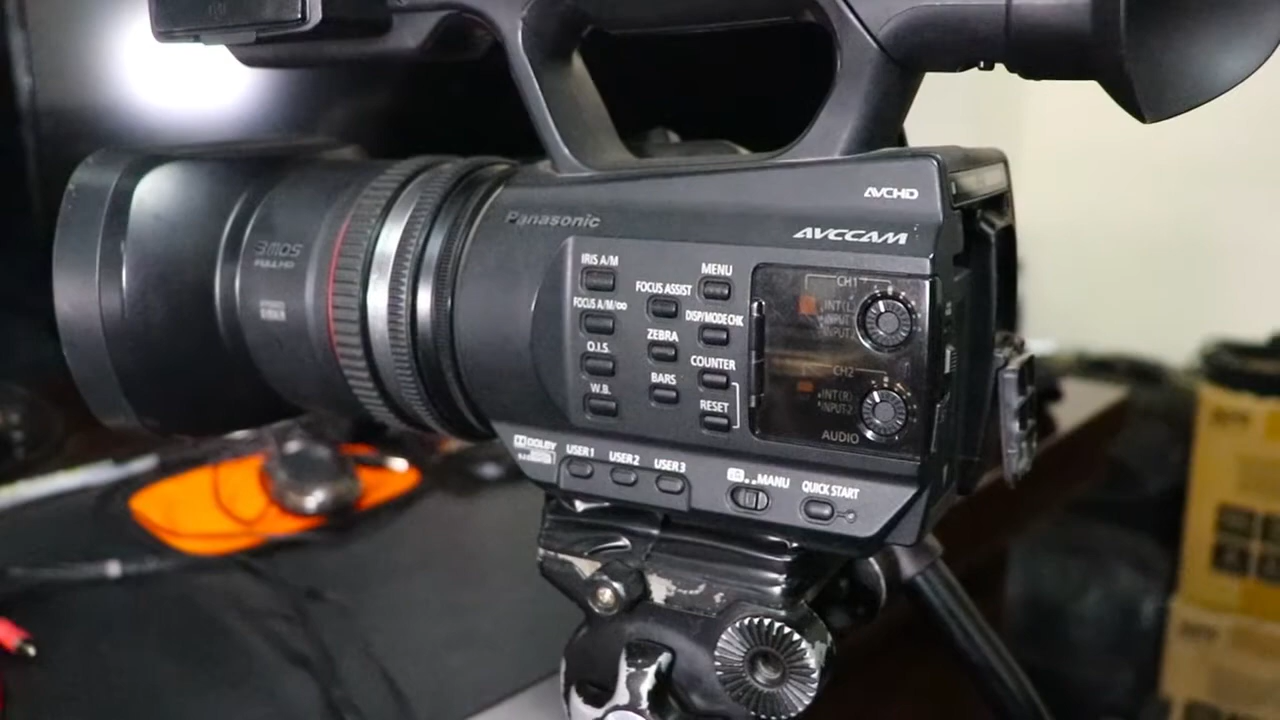 AVCHD
Panasonic
AVCCAM
3MOS
FULL HD
IRIS A/M
FOCUS A/M/∞
O.I.S.
W.B.
FOCUS ASSIST
ZEBRA
BARS
MENU
DISP/MODE CHK
COUNTER
RESET
CH1
INT(L)
INPUT1
INPUT2
CH2
INT(R)
INPUT2
AUDIO
DOLBY
USER1
USER2
USER3
MANU
QUICK START